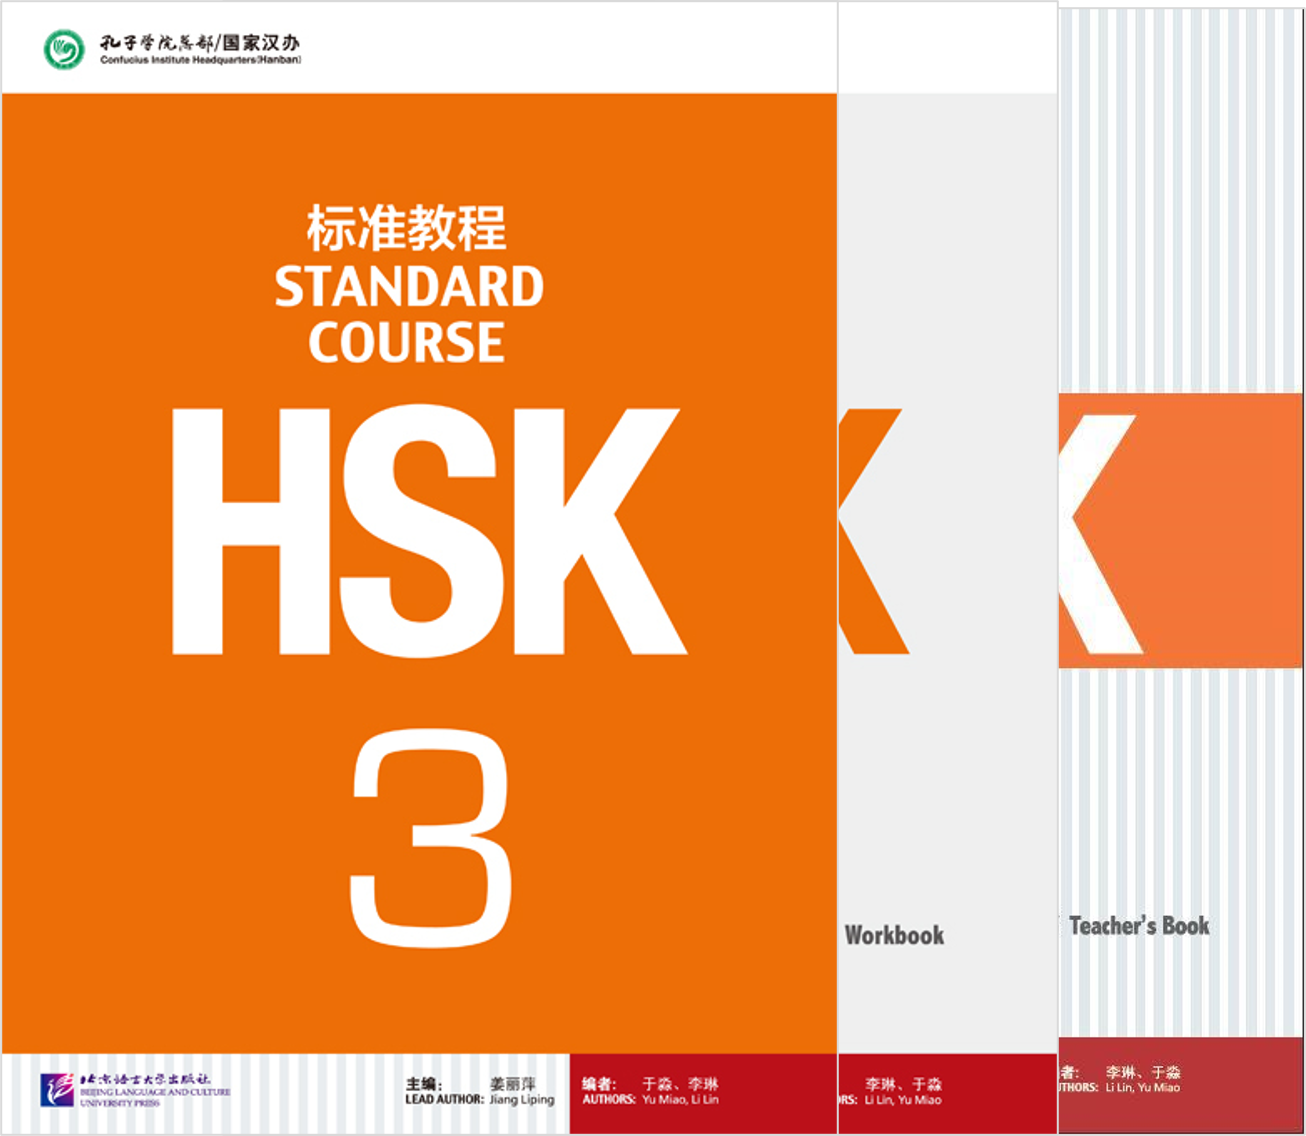 孔子学院总部/国家汉办
Confucius Institute Headquarters(Hanban)
标准教程
STANDARD
COURSE
HSK
3
北京语言大学出版社
BEIJING LANGUAGE AND CULTURE
UNIVERSITY PRESS
主编： 姜丽萍
LEAD AUTHOR: Jiang Liping
编者： 于淼、李琳
AUTHORS: Yu Miao, Li Lin
K
Workbook
李琳、于淼
ORS: Li Lin, Yu Miao
K
Teacher's Book
者： 李琳、于淼
THORS: Li Lin, Yu Miao